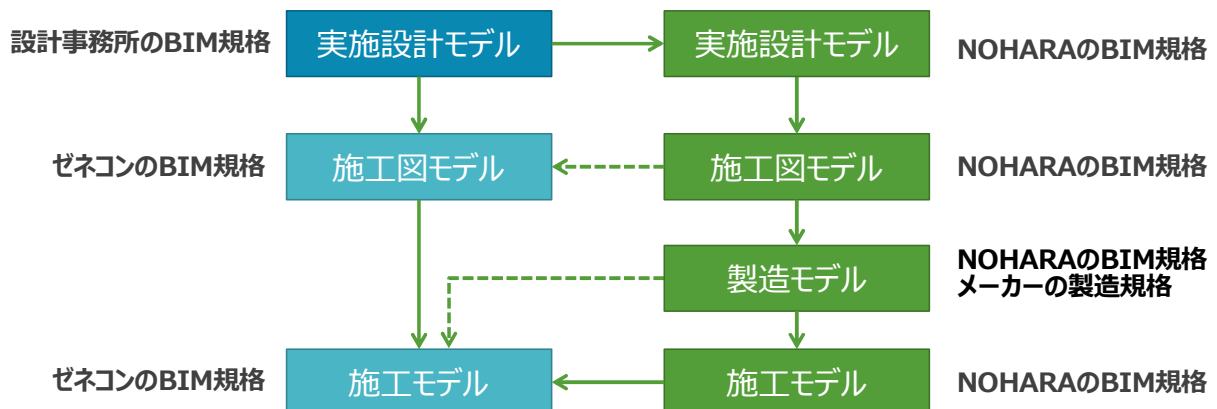 設計事務所のBIM規格
実施設計モデル
実施設計モデル
NOHARAのBIM規格
ゼネコンのBIM規格
施工図モデル
施工図モデル
NOHARAのBIM規格
製造モデル
NOHARAのBIM規格
メーカーの製造規格
ゼネコンのBIM規格
施工モデル
施工モデル
NOHARAのBIM規格